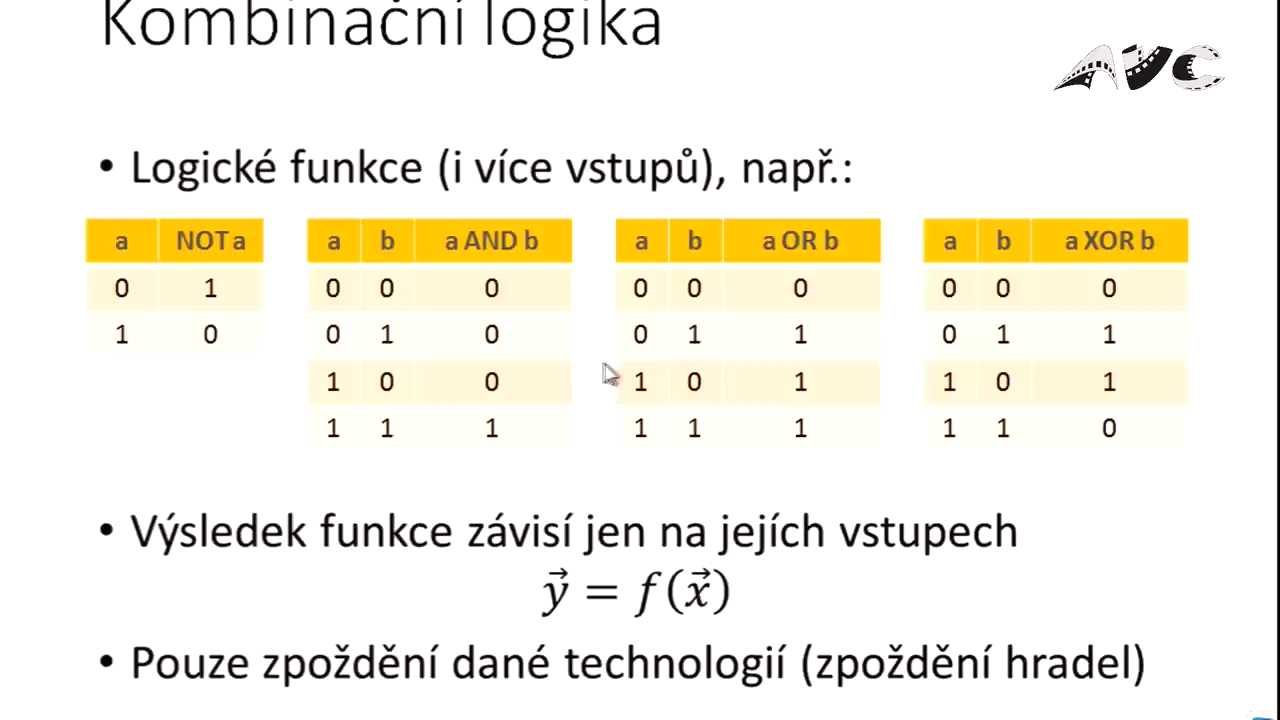 Kombinační logika
AVC
• Logické funkce (i více vstupů), např.:
a NOT a
0 1
1 0
a b a AND b
0 0 0
0 1 0
1 0 0
1 1 1
a b a OR b
0 0 0
0 1 1
1 0 1
1 1 1
a b a XOR b
0 0 0
0 1 1
1 0 1
1 1 0
• Výsledek funkce závisí jen na jejích vstupech
y⃗ = f(x⃗)
• Pouze zpoždění dané technologií (zpoždění hradel)